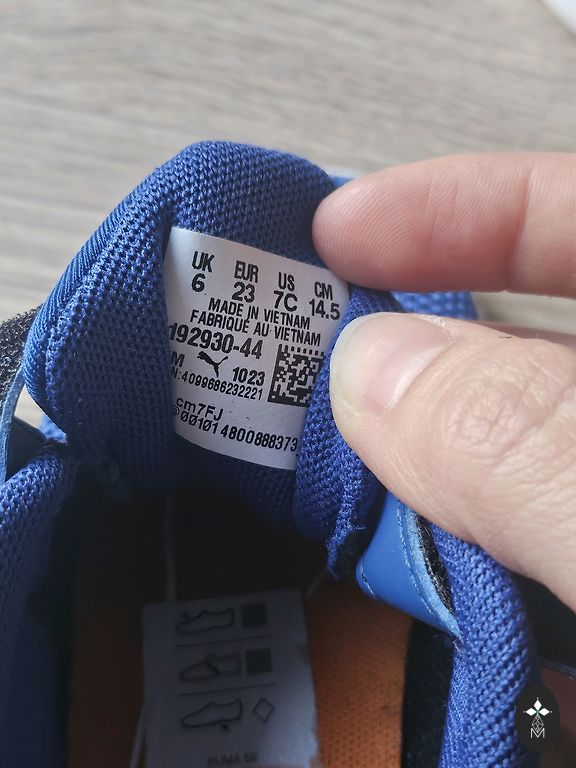 UK EUR US CM
6 23 7C 14.5
MADE IN VIETNAM
FABRIQUÉ AU VIETNAM
192930-44
M 1023
N:4099686232221
cm7FJ
@00101 4800888373
PUMA SE
M